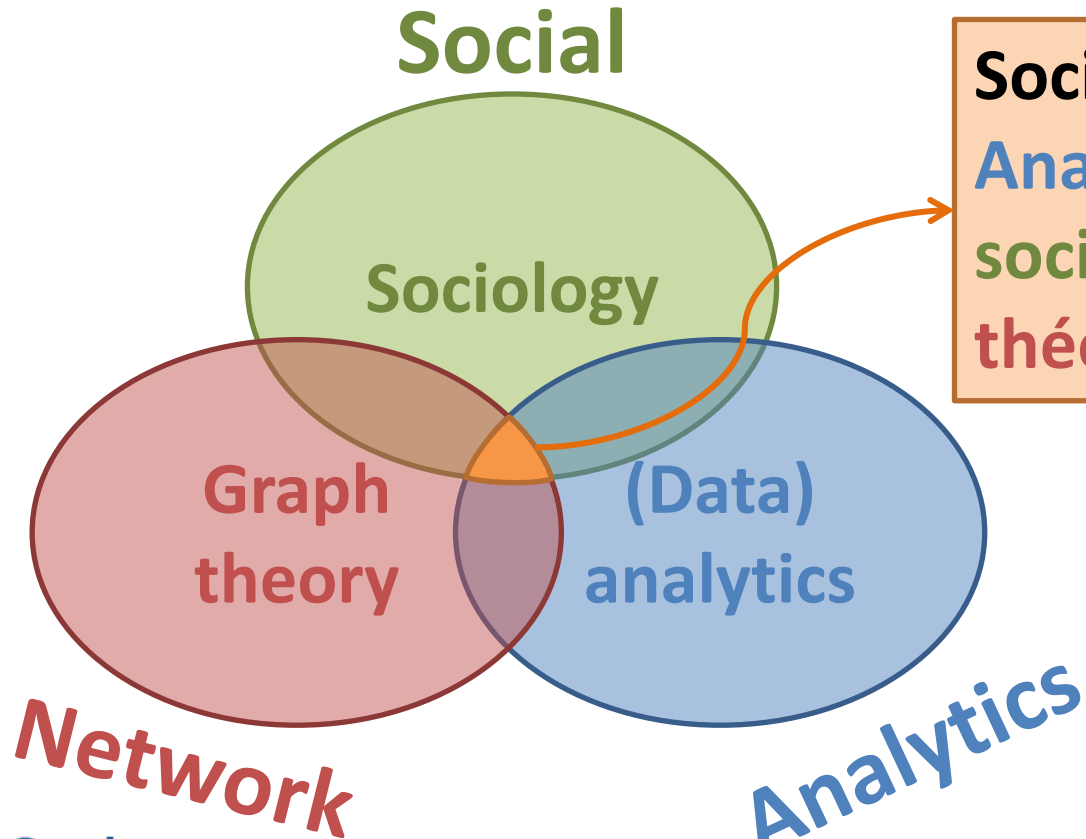 Social
Sociology
Graph
theory
(Data)
analytics
Network
Analytics